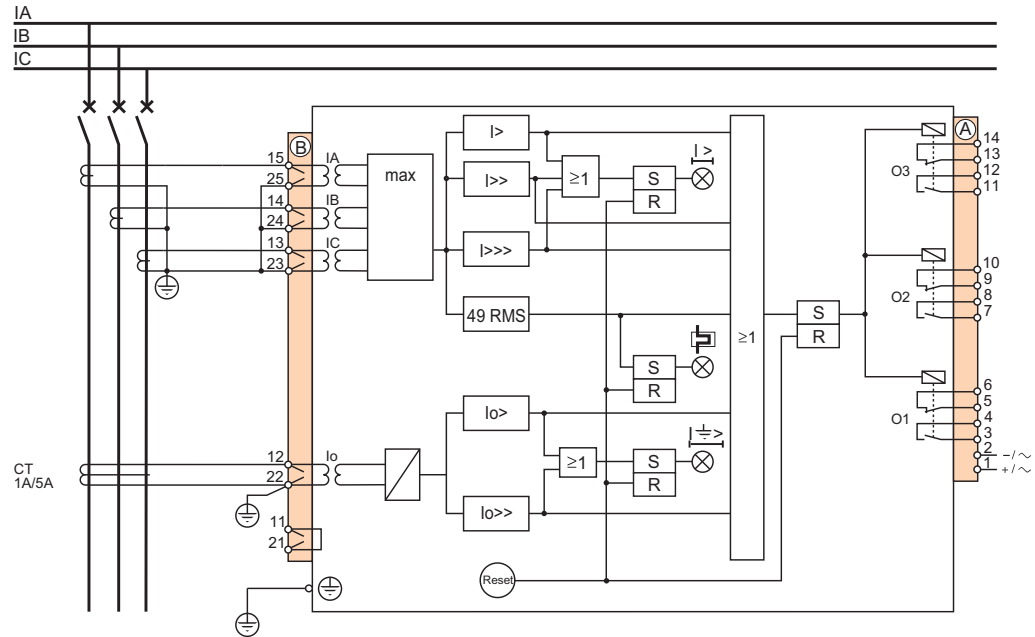 IA
IB
IC
B
A
15
25
14
24
13
23
IA
IB
IC
max
I>
I>>
I>>>
49 RMS
≥1
S
R
I >
S
R
≥1
S
R
O3
14
13
12
11
O2
10
9
8
7
O1
6
5
4
3
2
1
−/∼
+/∼
CT
1A/5A
12
22
11
21
Io
Io>
Io>>
≥1
S
R
I⏚>
Reset